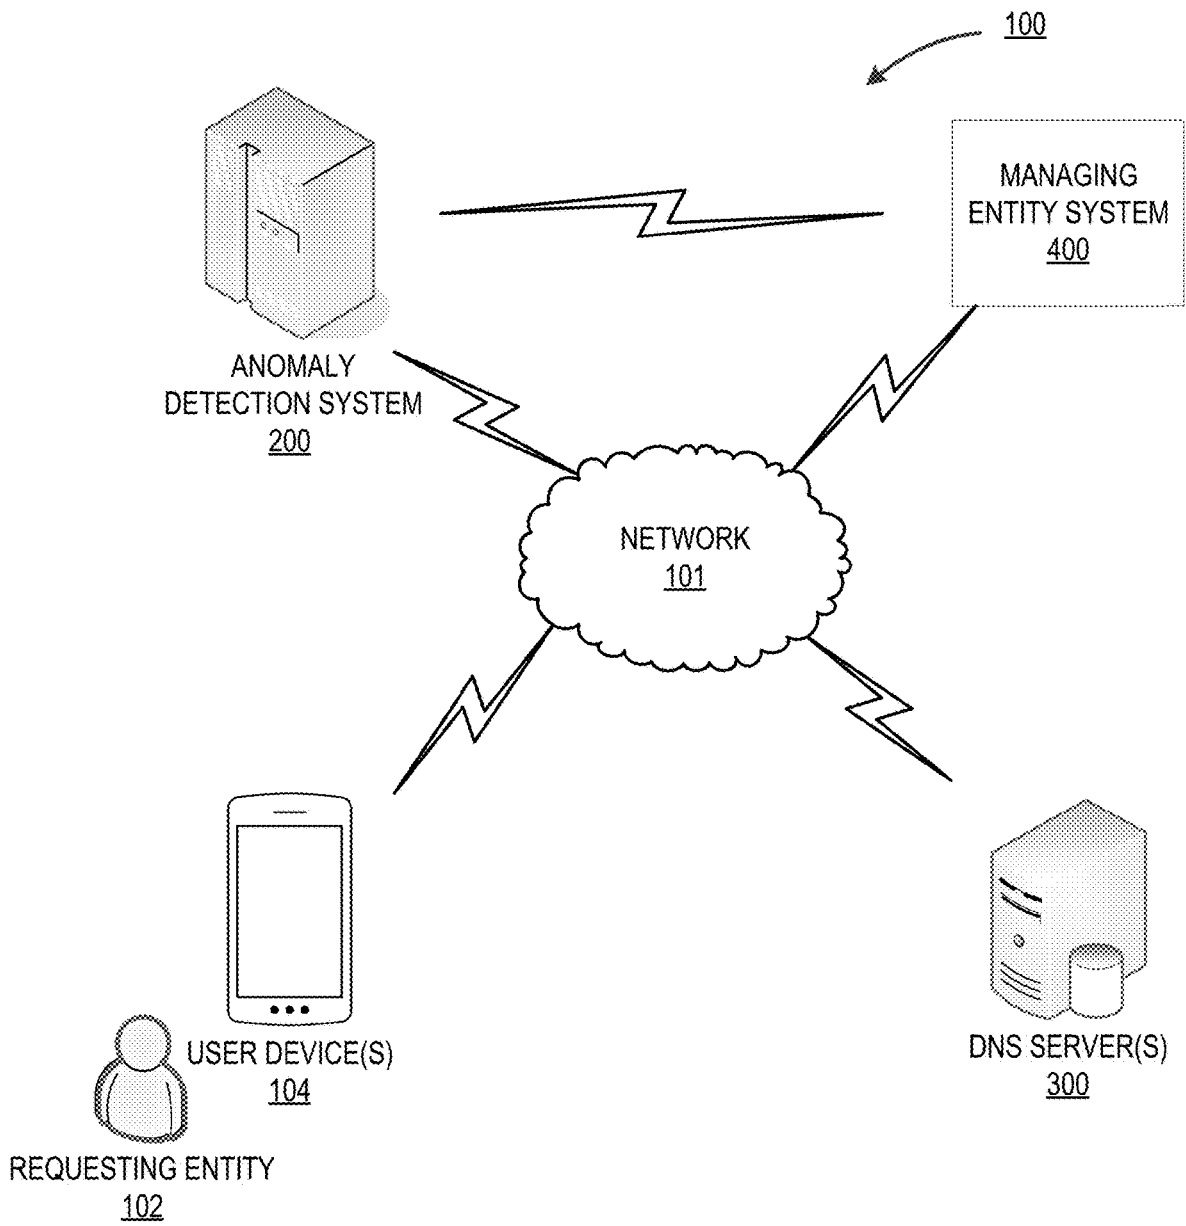 100
MANAGING
ENTITY SYSTEM
400
ANOMALY
DETECTION SYSTEM
200
NETWORK
101
USER DEVICE(S)
104
DNS SERVER(S)
300
REQUESTING ENTITY
102